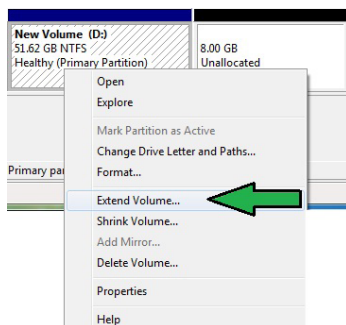 New Volume (D:)
51.62 GB NTFS
Healthy (Primary Partition)
8.00 GB
Unallocated
Open
Explore
Mark Partition as Active
Change Drive Letter and Paths...
Format...
Extend Volume...
Shrink Volume...
Add Mirror...
Delete Volume...
Properties
Help
Primary par